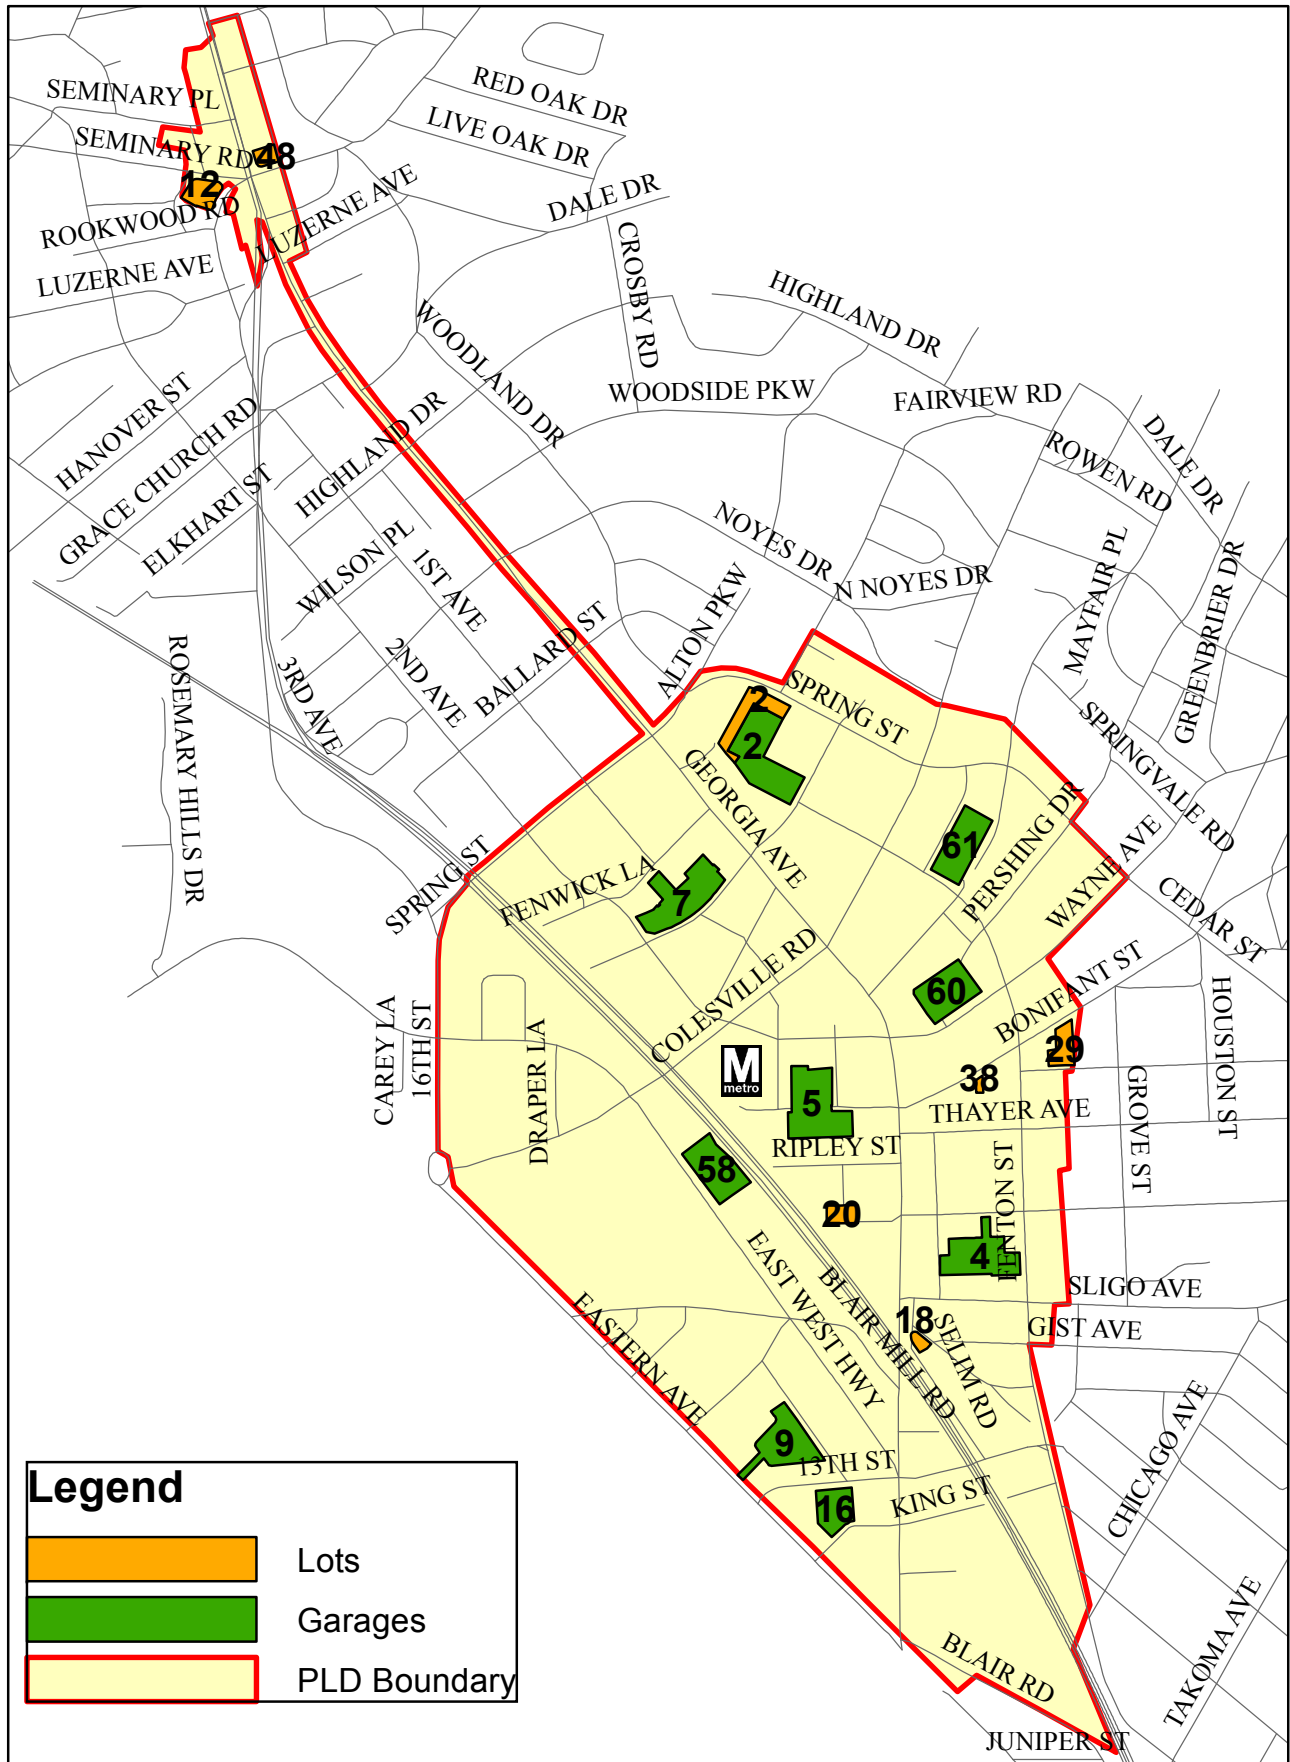 RED OAK DR
SEMINARY PL
LIVE OAK DR
SEMINARY RD
48
12
DALE DR
LUZERNE AVE
ROOKWOOD RD
CROSBY RD
LUZERNE AVE
HIGHLAND DR
WOODLAND DR
WOODSIDE PKW
FAIRVIEW RD
HANOVER ST
GRACE CHURCH RD
HIGHLAND DR
DALE DR
ROWEN RD
ELKHART ST
NOYES DR
N NOYES DR
WILSON PL
1ST AVE
MAYFAIR PL
GREENBRIER DR
ALTON PKW
BALLARD ST
2ND AVE
3RD AVE
ROSEMARY HILLS DR
2
SPRING ST
2
SPRINGVALE RD
GEORGIA AVE
PERSHING DR
61
WAYNE AVE
SPRING ST
FENWICK LA
7
CEDAR ST
COLESVILLE RD
60
BONIFANT ST
HOUSTON ST
CAREY LA
16TH ST
DRAPER LA
M
metro
29
38
5
THAYER AVE
GROVE ST
RIPLEY ST
58
FENTON ST
20
4
EAST WEST HWY
BLAIR MILL RD
SLIGO AVE
18
SELIM RD
GIST AVE
EASTERN AVE
CHICAGO AVE
9
13TH ST
16
KING ST
Legend
Lots
Garages
PLD Boundary
BLAIR RD
TAKOMA AVE
JUNIPER ST